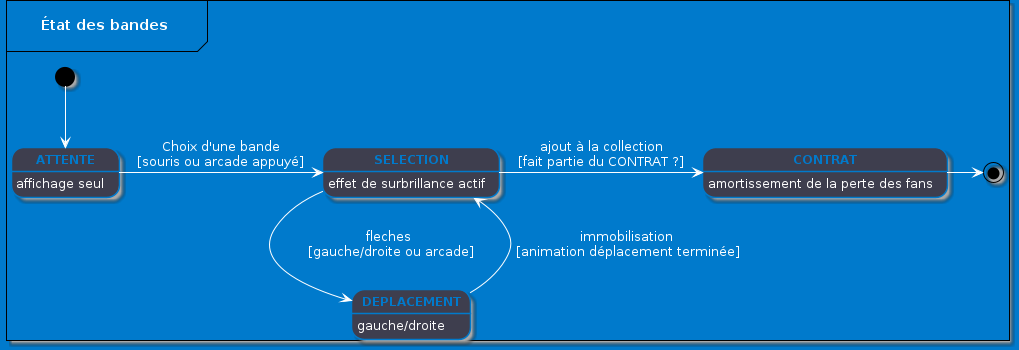 État des bandes
ATTENTE
affichage seul
Choix d'une bande
[souris ou arcade appuyé]
SELECTION
effet de surbrillance actif
ajout à la collection
[fait partie du CONTRAT ?]
CONTRAT
amortissement de la perte des fans
fleches
[gauche/droite ou arcade]
immobilisation
[animation déplacement terminée]
DEPLACEMENT
gauche/droite